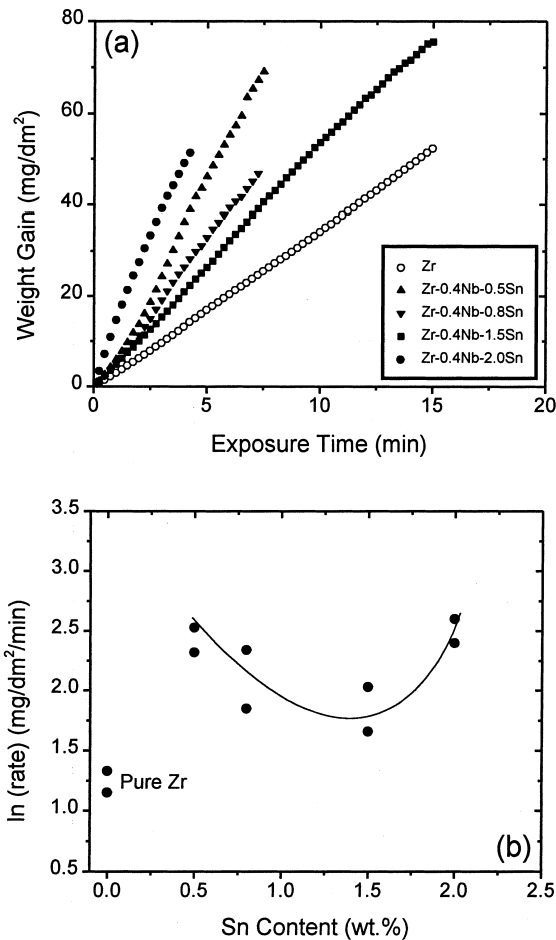 (a)
80
60
40
20
0
Weight Gain (mg/dm²)
Zr
Zr-0.4Nb-0.5Sn
Zr-0.4Nb-0.8Sn
Zr-0.4Nb-1.5Sn
Zr-0.4Nb-2.0Sn
0 5 10 15 20
Exposure Time (min)
3.5
3.0
2.5
2.0
1.5
1.0
0.5
ln (rate) (mg/dm²/min)
Pure Zr
(b)
0.0 0.5 1.0 1.5 2.0 2.5
Sn Content (wt.%)